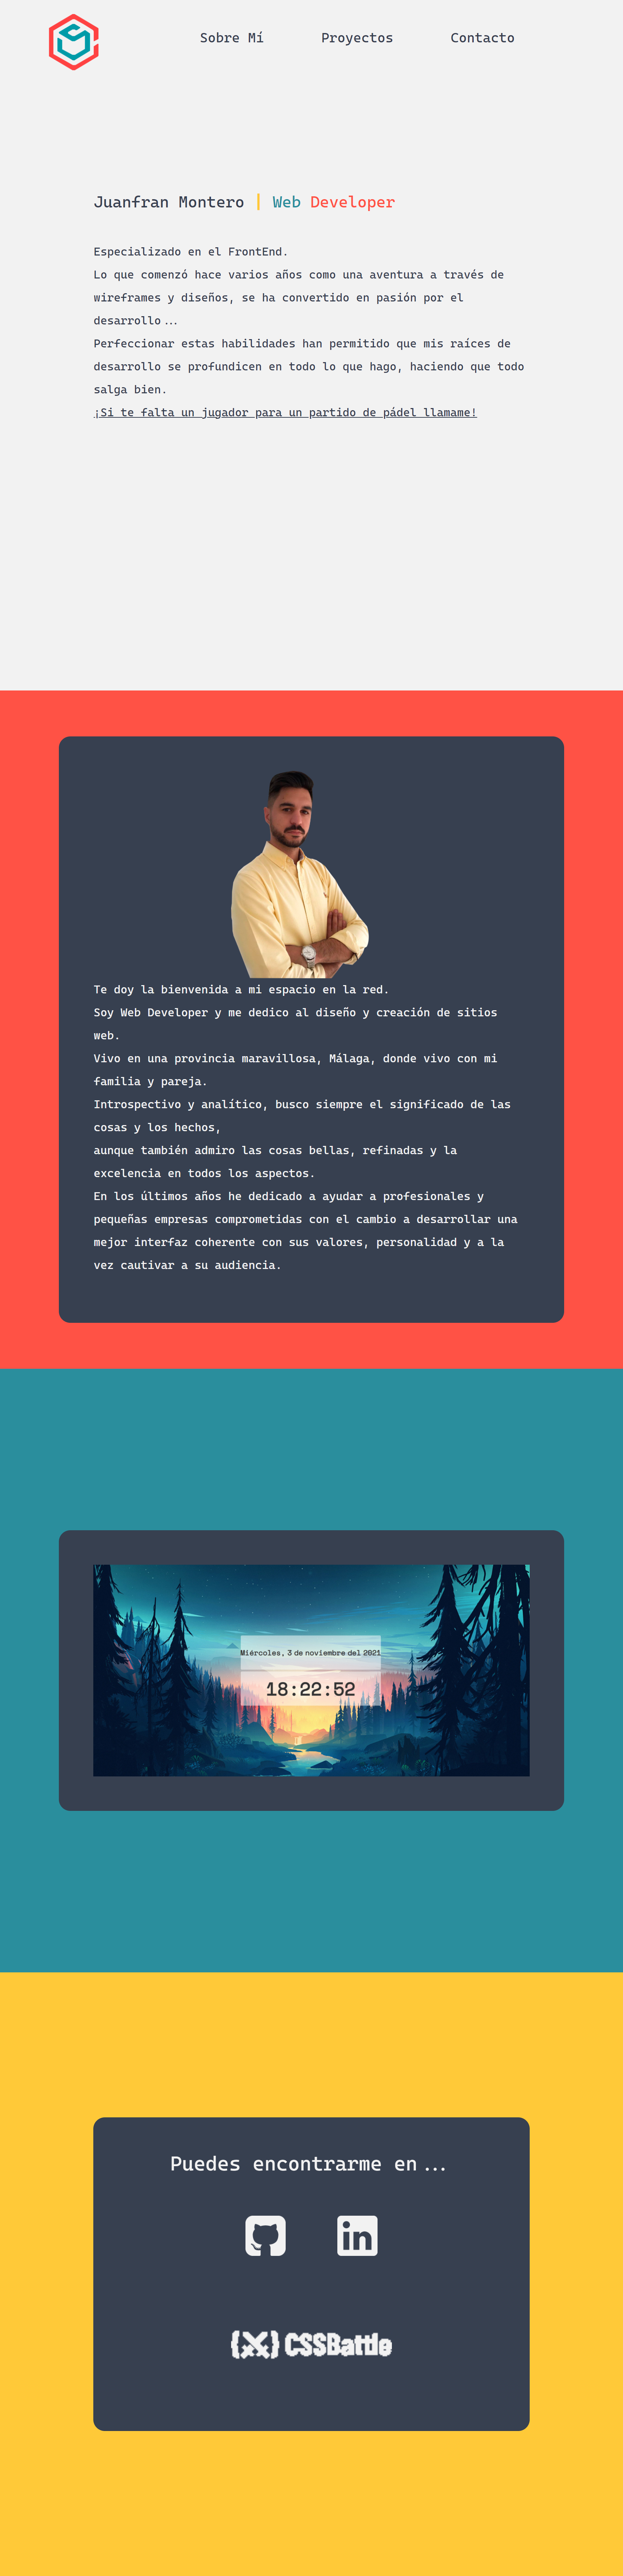 Sobre Mí Proyectos Contacto
Juanfran Montero | Web Developer
Especializado en el FrontEnd.
Lo que comenzó hace varios años como una aventura a través de
wireframes y diseños, se ha convertido en pasión por el
desarrollo...
Perfeccionar estas habilidades han permitido que mis raíces de
desarrollo se profundicen en todo lo que hago, haciendo que todo
salga bien.
¡Si te falta un jugador para un partido de pádel llamame!
Te doy la bienvenida a mi espacio en la red.
Soy Web Developer y me dedico al diseño y creación de sitios
web.
Vivo en una provincia maravillosa, Málaga, donde vivo con mi
familia y pareja.
Introspectivo y analítico, busco siempre el significado de las
cosas y los hechos,
aunque también admiro las cosas bellas, refinadas y la
excelencia en todos los aspectos.
En los últimos años he dedicado a ayudar a profesionales y
pequeñas empresas comprometidas con el cambio a desarrollar una
mejor interfaz coherente con sus valores, personalidad y a la
vez cautivar a su audiencia.
Miércoles, 3 de noviembre del 2021
18:22:52
Puedes encontrarme en...
in
CSSBattle